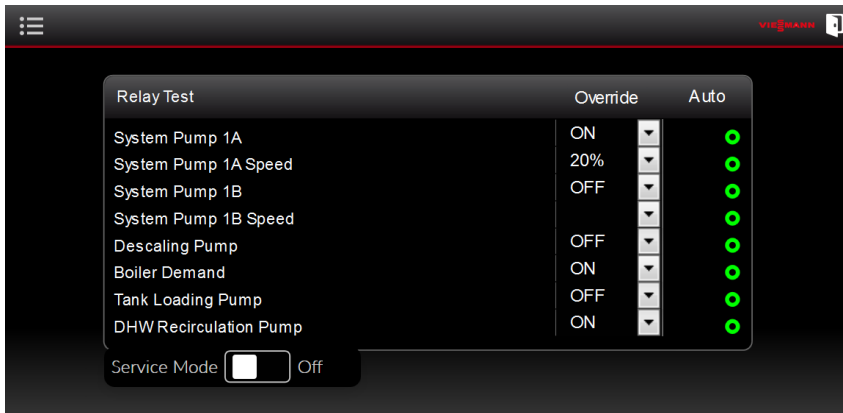 VIESMANN
Relay Test Override Auto
System Pump 1A ON
System Pump 1A Speed 20%
System Pump 1B OFF
System Pump 1B Speed
Descaling Pump OFF
Boiler Demand ON
Tank Loading Pump OFF
DHW Recirculation Pump ON
Service Mode Off